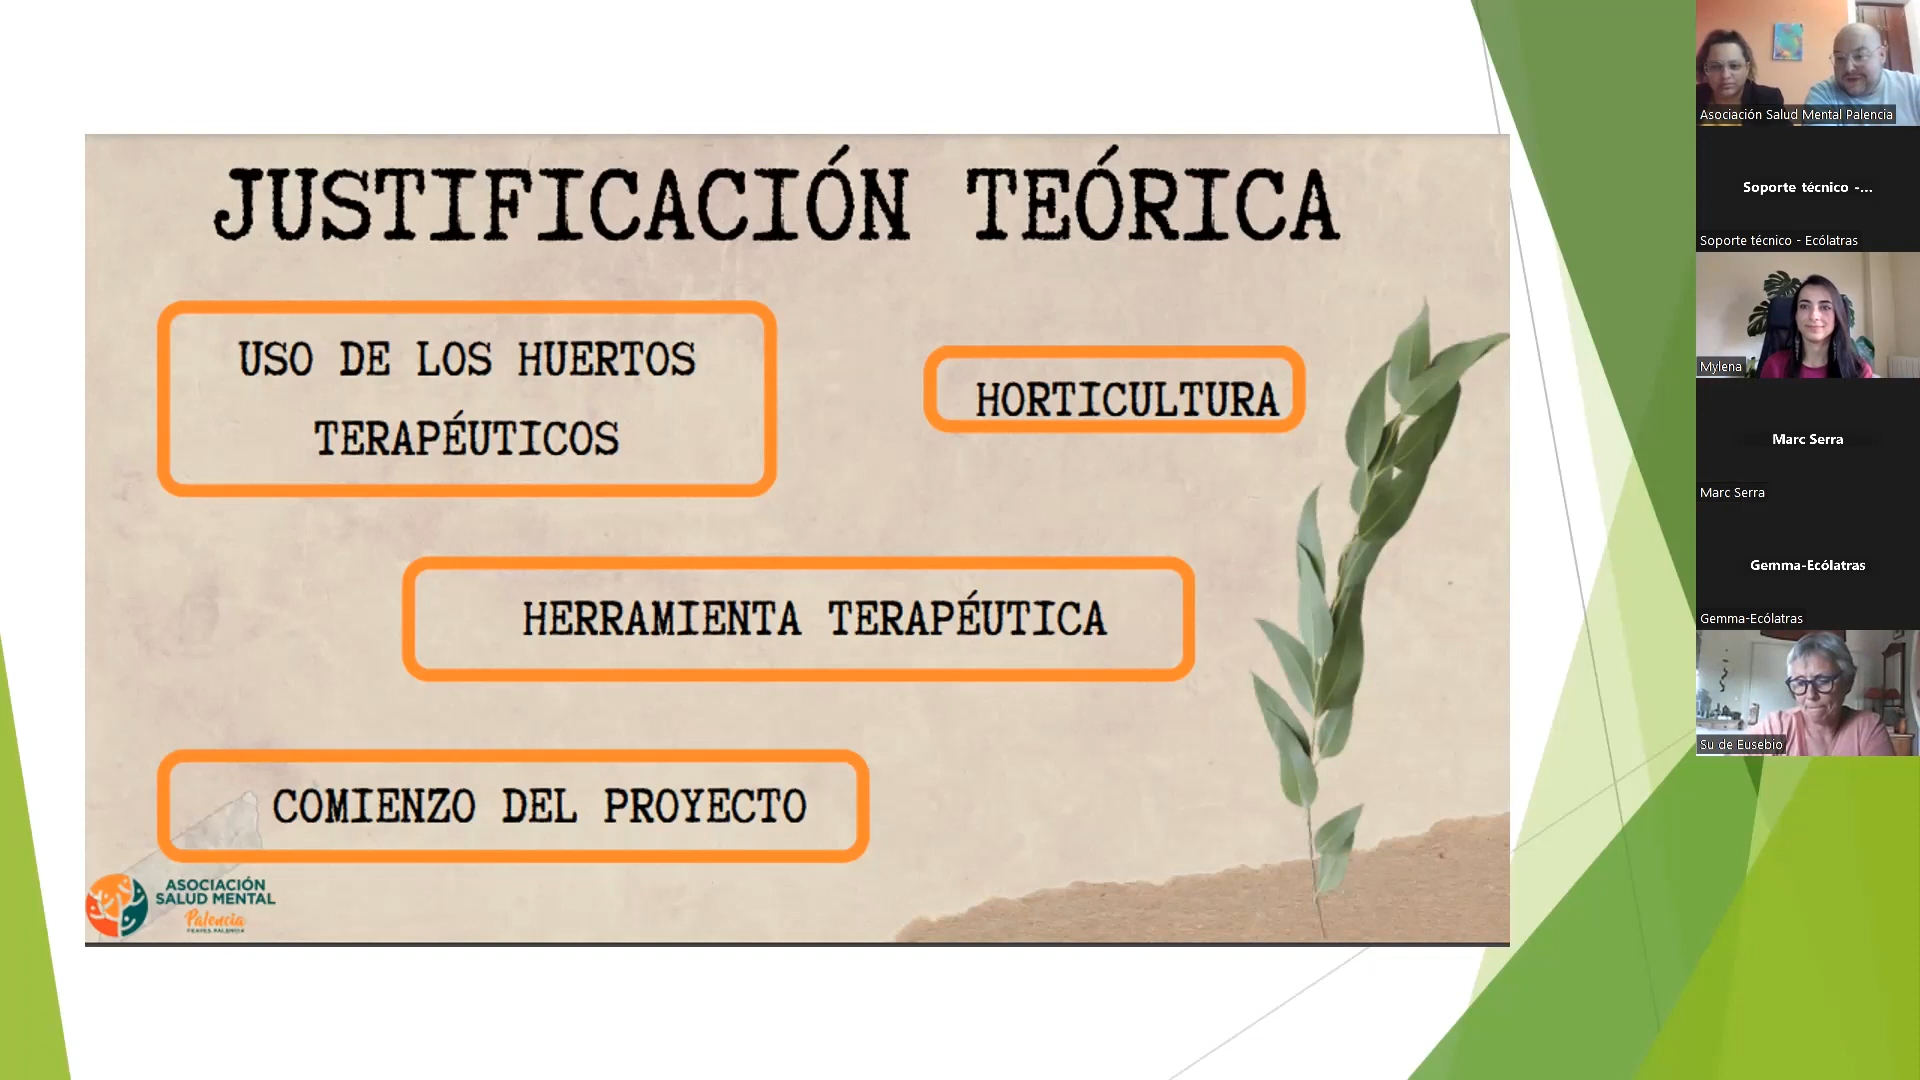 JUSTIFICACIÓN TEÓRICA
USO DE LOS HUERTOS
TERAPÉUTICOS
HORTICULTURA
HERRAMIENTA TERAPÉUTICA
COMIENZO DEL PROYECTO
ASOCIACIÓN
SALUD MENTAL
Palencia
FEAFES PALENCIA
Asociación Salud Mental Palencia
Soporte técnico -...
Soporte técnico - Ecólatras
Mylena
Marc Serra
Marc Serra
Gemma-Ecólatras
Gemma-Ecólatras
Su de Eusebio